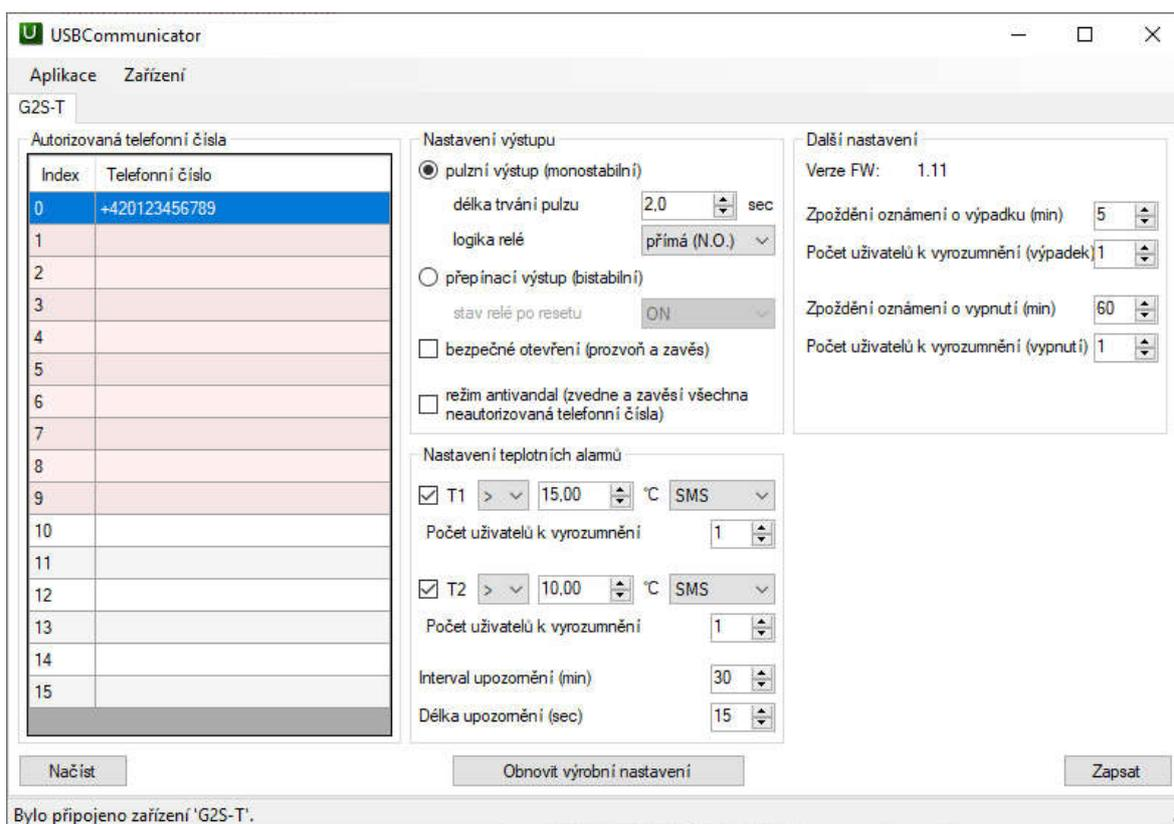 USBCommunicator
Aplikace Zařízení
G2S-T
Autorizovaná telefonní čísla
Index Telefonní číslo
0 +420123456789
1
2
3
4
5
6
7
8
9
10
11
12
13
14
15
Nastavení výstupu
pulzní výstup (monostabilní)
délka trvání pulzu 2,0 sec
logika relé přímá (N.O.)
přepínací výstup (bistabilní)
stav relé po resetu ON
bezpečné otevření (prozvoň a zavěs)
režim antivandal (zvedne a zavěsí všechna
neautorizovaná telefonní čísla)
Nastavení teplotních alarmů
T1 > 15,00 °C SMS
Počet uživatelů k vyrozumnění 1
T2 > 10,00 °C SMS
Počet uživatelů k vyrozumnění 1
Interval upozornění (min) 30
Délka upozornění (sec) 15
Další nastavení
Verze FW: 1.11
Zpoždění oznámení o výpadku (min) 5
Počet uživatelů k vyrozumnění (výpadek) 1
Zpoždění oznámení o vypnutí (min) 60
Počet uživatelů k vyrozumnění (vypnutí) 1
Načíst Obnovit výrobní nastavení Zapsat
Bylo připojeno zařízení 'G2S-T'.